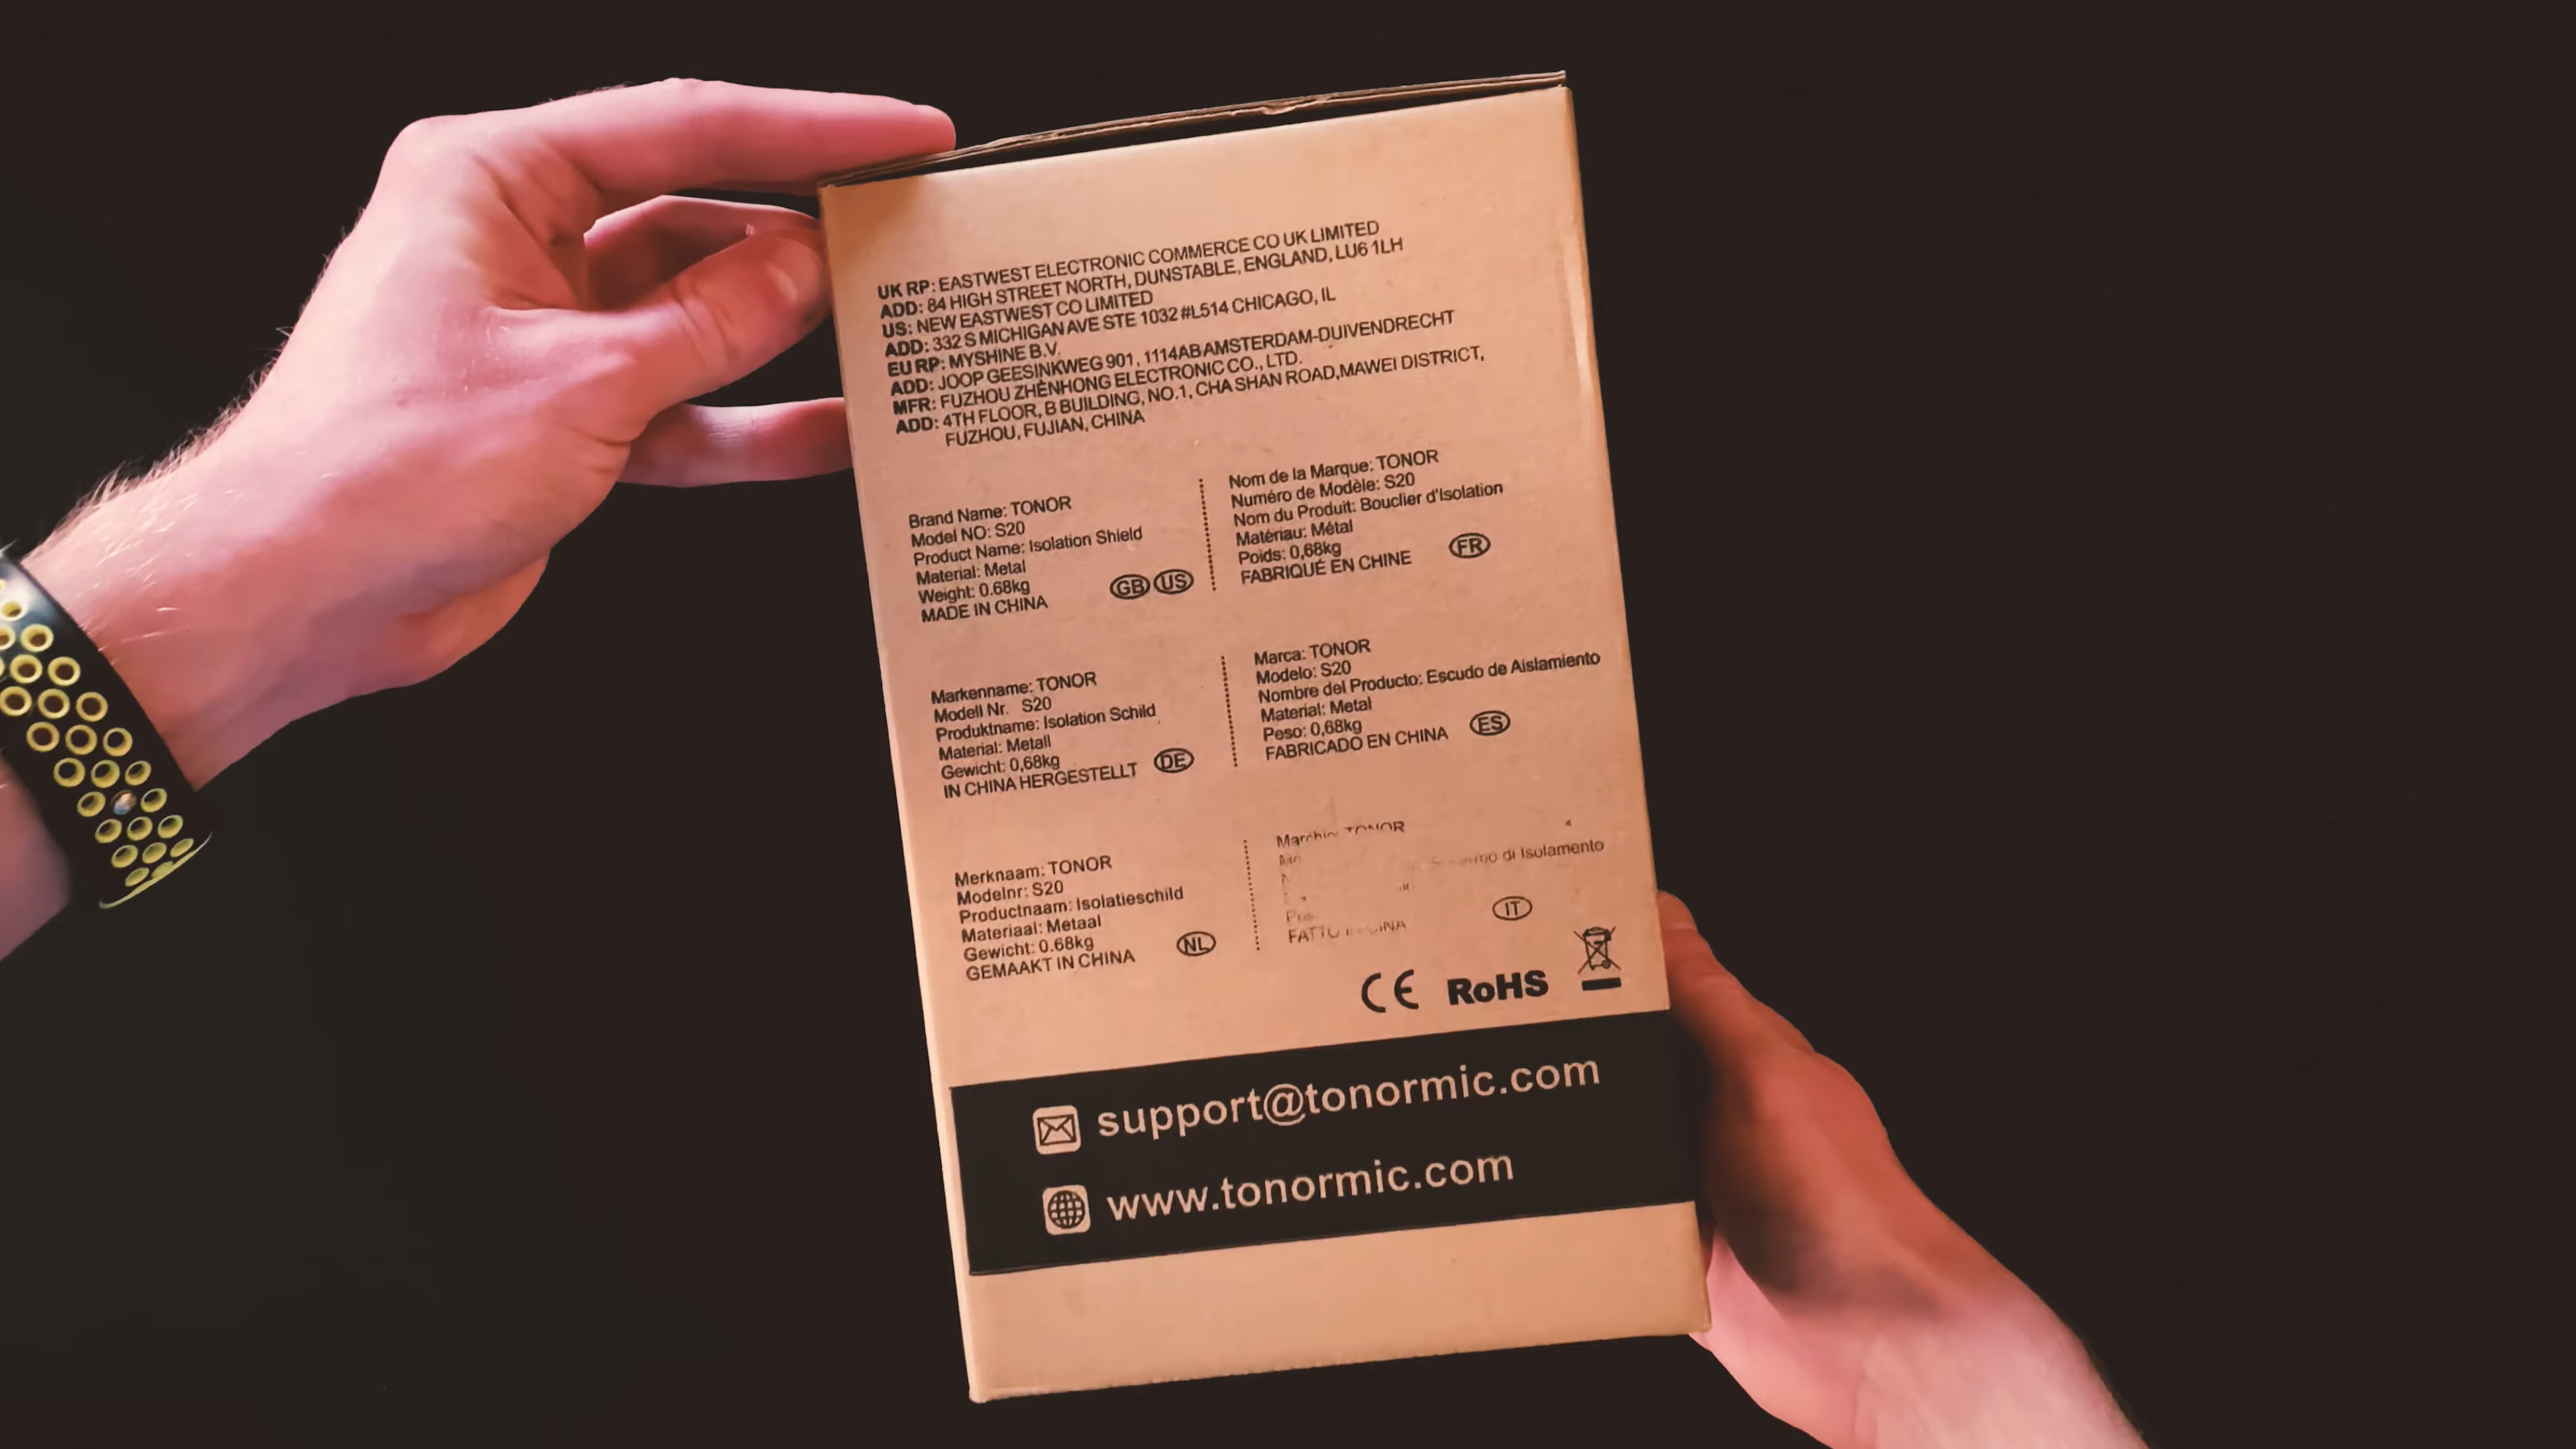 UK RP: EASTWEST ELECTRONIC COMMERCE CO UK LIMITED
ADD: 84 HIGH STREET NORTH, DUNSTABLE, ENGLAND, LU6 1LH
US: NEW EASTWEST CO LIMITED
ADD: 332 S MICHIGAN AVE STE 1032 #L514 CHICAGO, IL
EU RP: MYSHINE B.V.
ADD: JOOP GEESINKWEG 901, 1114AB AMSTERDAM-DUIVENDRECHT
MFR: FUZHOU ZHENHONG ELECTRONIC CO., LTD.
ADD: 4TH FLOOR, B BUILDING, NO.1, CHA SHAN ROAD, MAWEI DISTRICT,
FUZHOU, FUJIAN, CHINA
Brand Name: TONOR
Model NO: S20
Product Name: Isolation Shield
Material: Metal
Weight: 0.68kg
MADE IN CHINA
GB US
Nom de la Marque: TONOR
Numéro de Modèle: S20
Nom du Produit: Bouclier d'Isolation
Matériau: Métal
Poids: 0,68kg
FABRIQUÉ EN CHINE
FR
Markenname: TONOR
Modell Nr. S20
Produktname: Isolation Schild
Material: Metall
Gewicht: 0,68kg
IN CHINA HERGESTELLT
DE
Marca: TONOR
Modelo: S20
Nombre del Producto: Escudo de Aislamiento
Material: Metal
Peso: 0,68kg
FABRICADO EN CHINA
ES
Merknaam: TONOR
Modelnr: S20
Productnaam: Isolatieschild
Materiaal: Metaal
Gewicht: 0.68kg
GEMAAKT IN CHINA
NL
Marchio: TONOR
di Isolamento
FATTO IN CINA
IT
CE RoHS
support@tonormic.com
www.tonormic.com